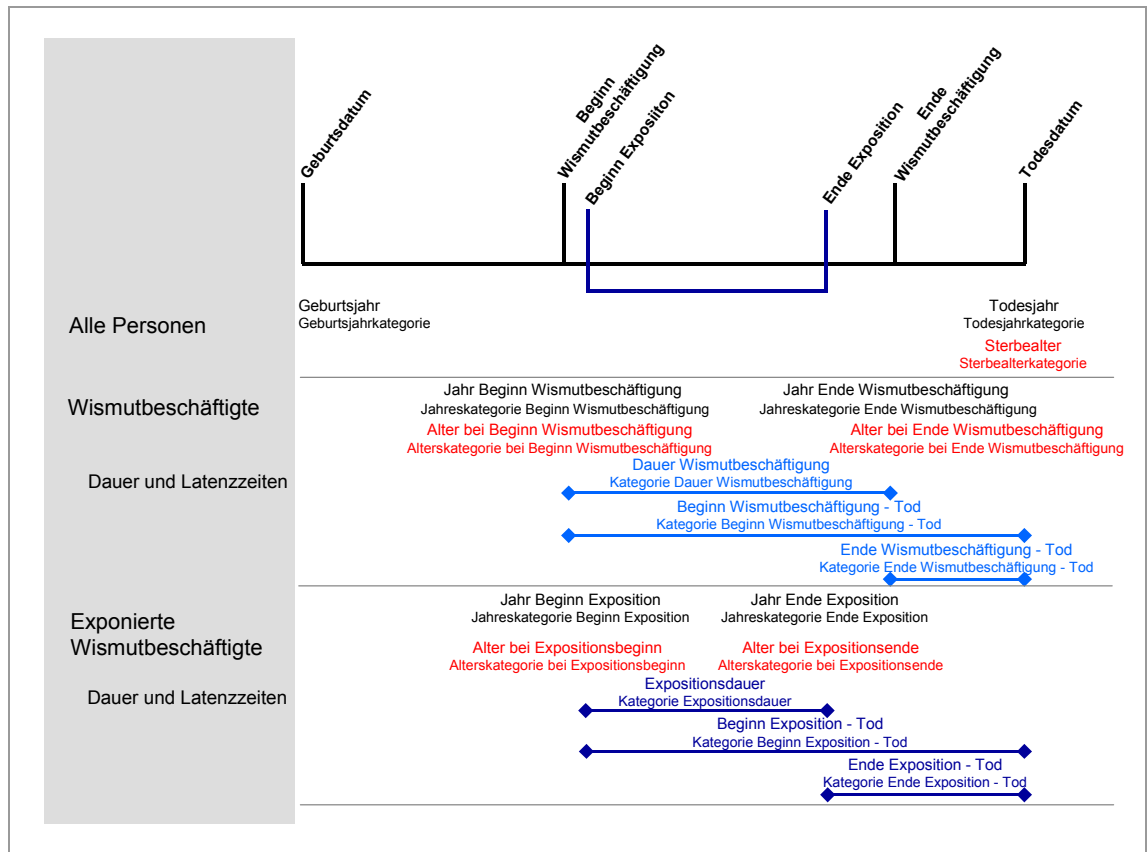 Geburtsdatum
Beginn
Wismutbeschäftigung
Beginn Exposiiton
Ende Exposition
Ende
Wismutbeschäftigung
Todesdatum
Alle Personen
Geburtsjahr
Geburtsjahrkategorie
Todesjahr
Todesjahrkategorie
Sterbealter
Sterbealterkategorie
Wismutbeschäftigte
Jahr Beginn Wismutbeschäftigung
Jahreskategorie Beginn Wismutbeschäftigung
Alter bei Beginn Wismutbeschäftigung
Alterskategorie bei Beginn Wismutbeschäftigung
Jahr Ende Wismutbeschäftigung
Jahreskategorie Ende Wismutbeschäftigung
Alter bei Ende Wismutbeschäftigung
Alterskategorie bei Ende Wismutbeschäftigung
Dauer und Latenzzeiten
Dauer Wismutbeschäftigung
Kategorie Dauer Wismutbeschäftigung
Beginn Wismutbeschäftigung - Tod
Kategorie Beginn Wismutbeschäftigung - Tod
Ende Wismutbeschäftigung - Tod
Kategorie Ende Wismutbeschäftigung - Tod
Exponierte
Wismutbeschäftigte
Jahr Beginn Exposition
Jahreskategorie Beginn Exposition
Alter bei Expositionsbeginn
Alterskategorie bei Expositionsbeginn
Jahr Ende Exposition
Jahreskategorie Ende Exposition
Alter bei Expositionsende
Alterskategorie bei Expositionsende
Dauer und Latenzzeiten
Expositionsdauer
Kategorie Expositionsdauer
Beginn Exposition - Tod
Kategorie Beginn Exposition - Tod
Ende Exposition - Tod
Kategorie Ende Exposition - Tod